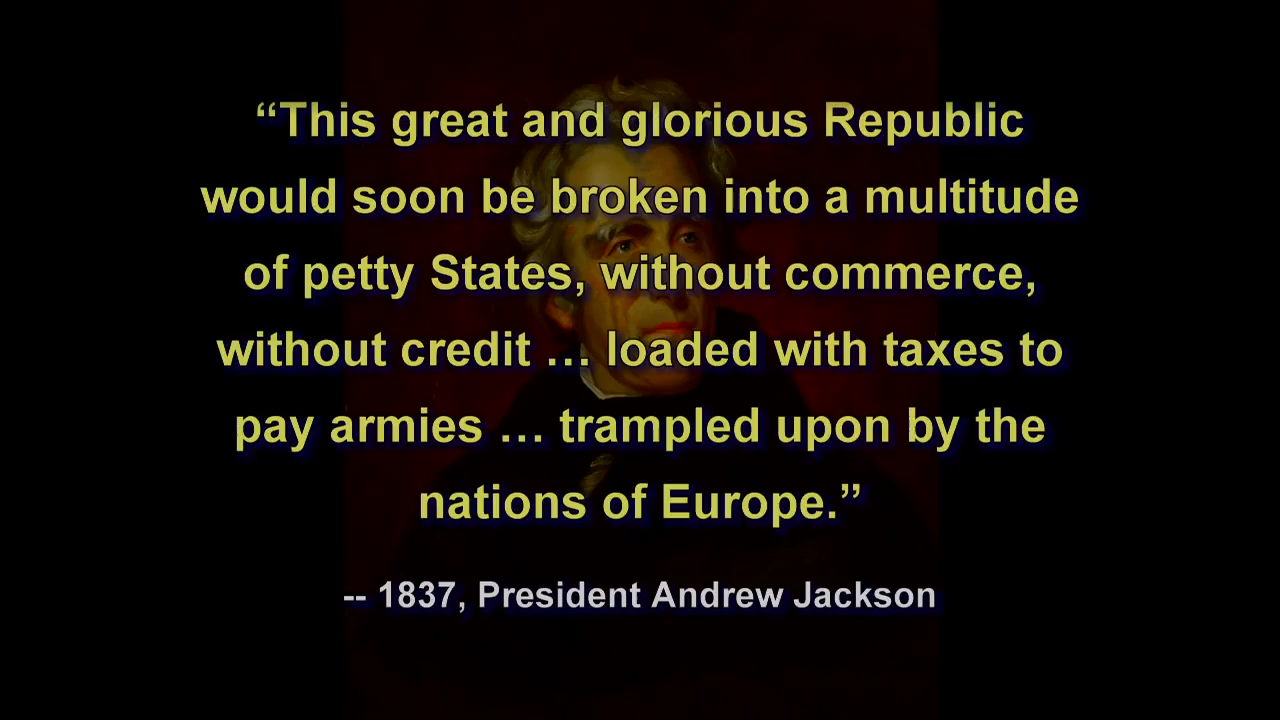 “This great and glorious Republic
would soon be broken into a multitude
of petty States, without commerce,
without credit … loaded with taxes to
pay armies … trampled upon by the
nations of Europe.”
-- 1837, President Andrew Jackson